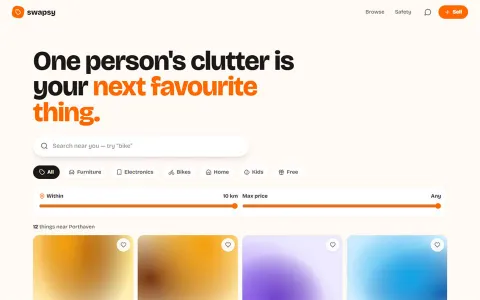 swapsy
Browse
Safety
+ Sell
One person's clutter is
your next favourite
thing.
Search near you — try "bike"
All
Furniture
Electronics
Bikes
Home
Kids
Free
Within
10 km
Max price
Any
12 things near Porthaven